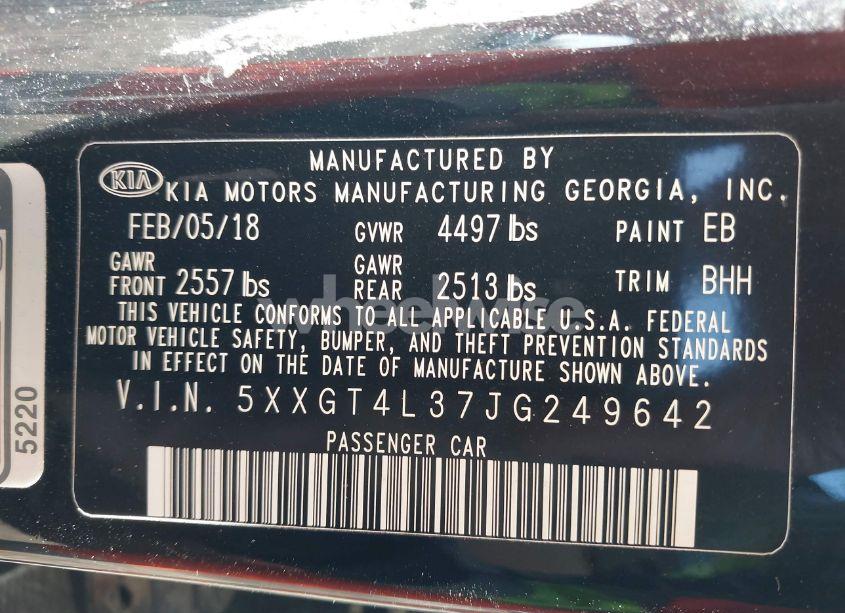 MANUFACTURED BY
KIA KIA MOTORS MANUFACTURING GEORGIA, INC.
FEB/05/18 GVWR 4497 lbs PAINT EB
GAWR FRONT 2557 lbs GAWR REAR 2513 lbs TRIM BHH
THIS VEHICLE CONFORMS TO ALL APPLICABLE U.S.A. FEDERAL
MOTOR VEHICLE SAFETY, BUMPER, AND THEFT PREVENTION STANDARDS
IN EFFECT ON THE DATE OF MANUFACTURE SHOWN ABOVE.
V.I.N. 5XXGT4L37JG249642
PASSENGER CAR
5220
wheelwise